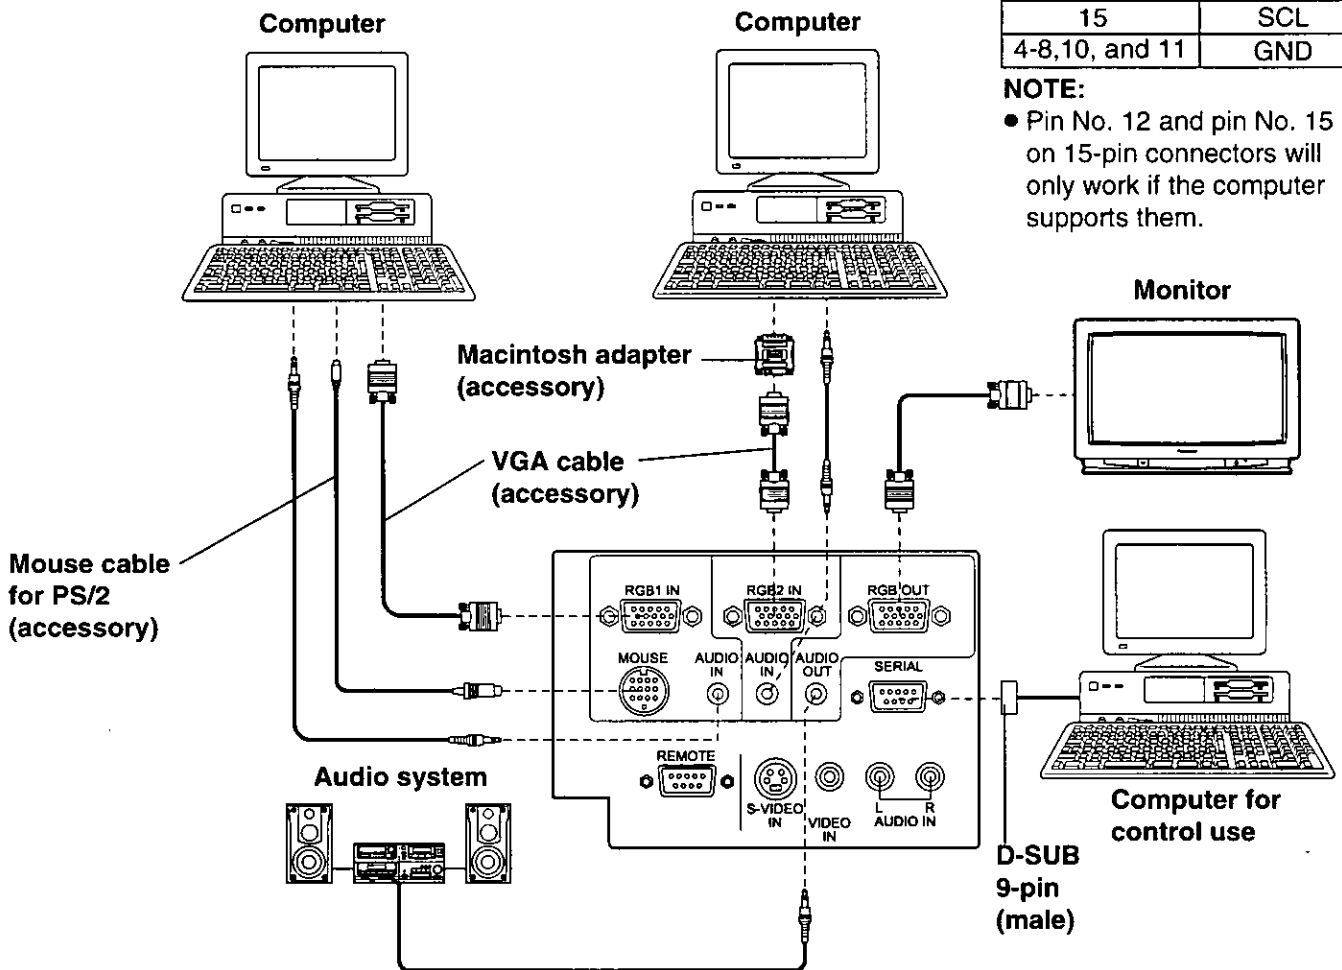 Computer
Computer
15 SCL
4-8,10, and 11 GND
NOTE:
● Pin No. 12 and pin No. 15
on 15-pin connectors will
only work if the computer
supports them.
Monitor
Macintosh adapter
(accessory)
VGA cable
(accessory)
Mouse cable
for PS/2
(accessory)
RGB1 IN
RGB2 IN
RGB OUT
MOUSE
AUDIO
IN
AUDIO
IN
AUDIO
OUT
SERIAL
REMOTE
S-VIDEO
IN
VIDEO
IN
L R
AUDIO IN
Audio system
Computer for
control use
D-SUB
9-pin
(male)